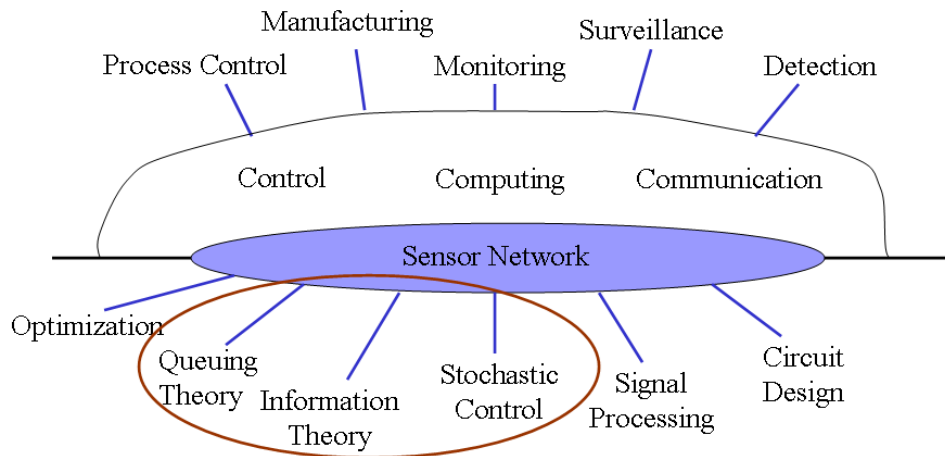 Manufacturing
Surveillance
Process Control
Monitoring
Detection
Control
Computing
Communication
Sensor Network
Optimization
Queuing
Theory
Information
Theory
Stochastic
Control
Signal
Processing
Circuit
Design